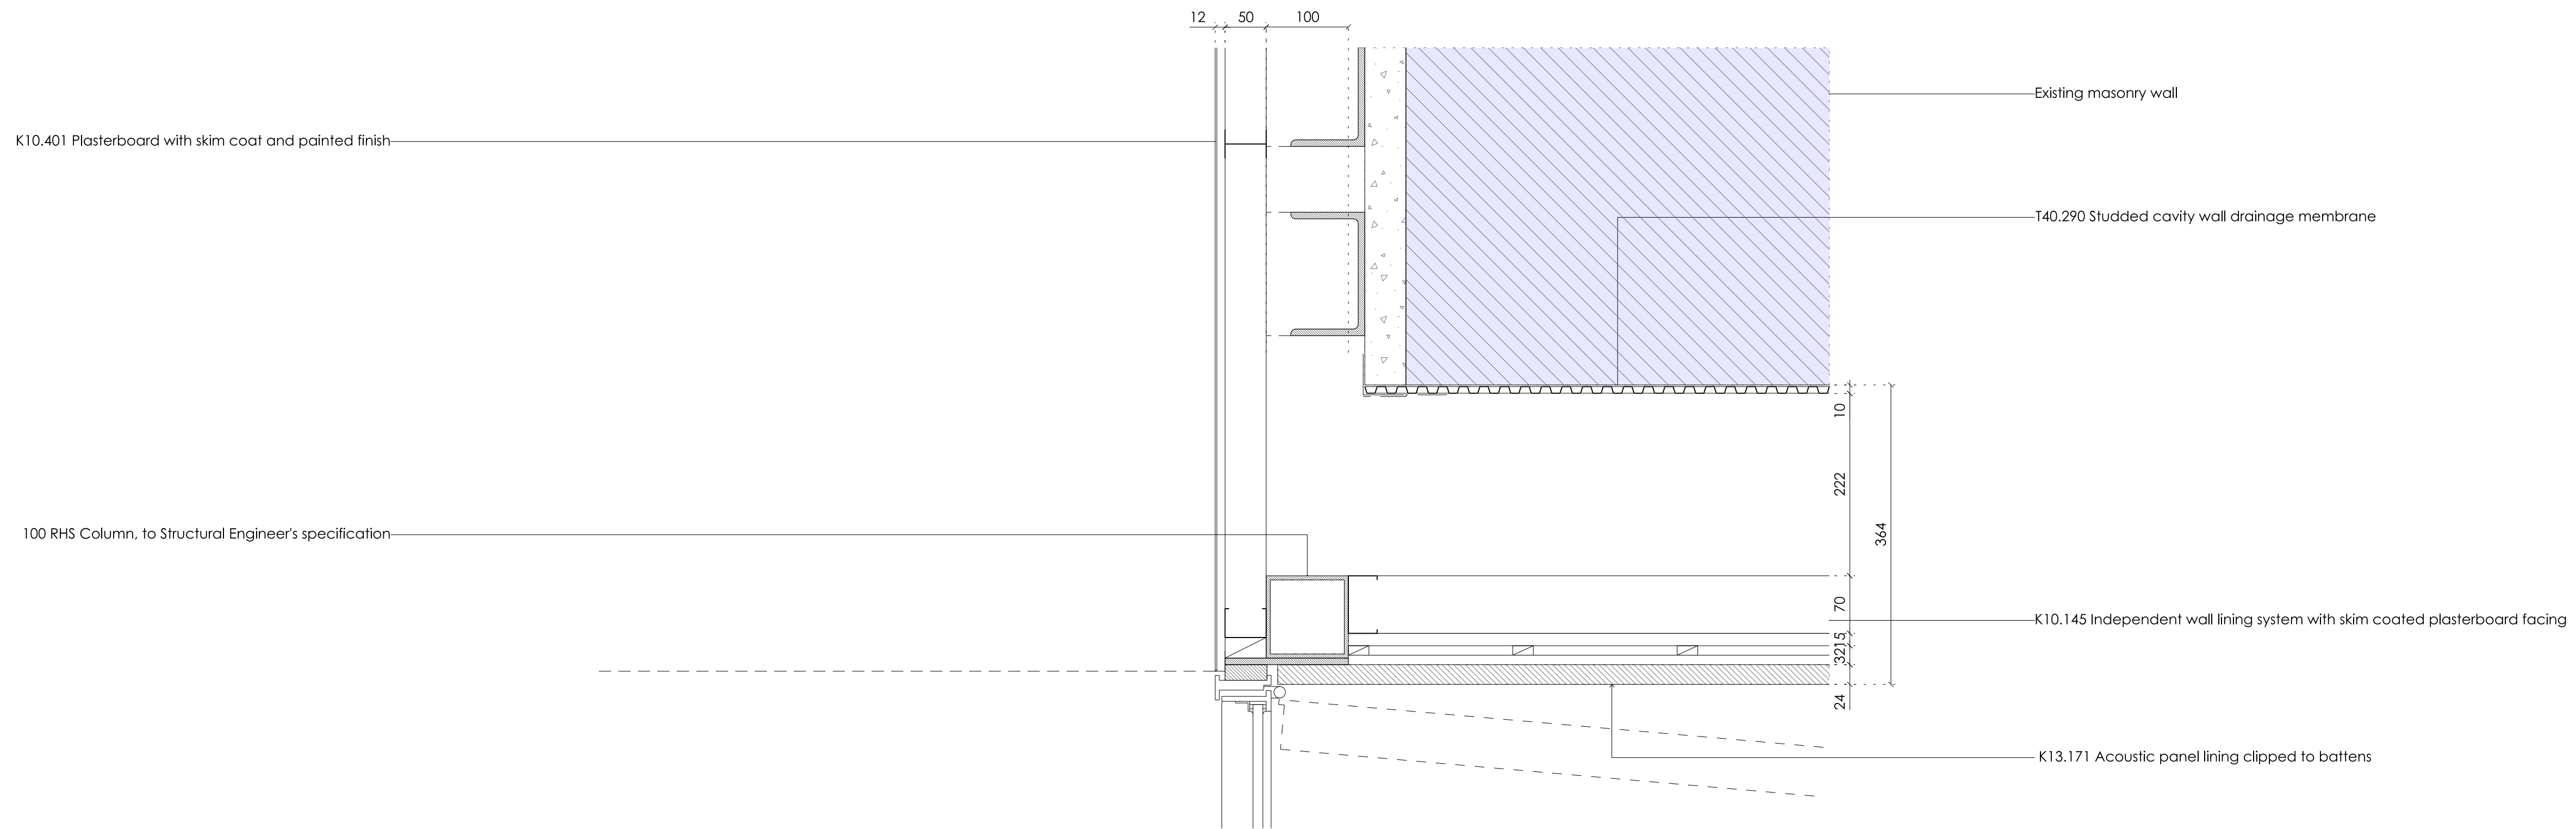 12 50 100
Existing masonry wall
K10.401 Plasterboard with skim coat and painted finish
T40.290 Studded cavity wall drainage membrane
10
222
364
100 RHS Column, to Structural Engineer's specification
70
K10.145 Independent wall lining system with skim coated plasterboard facing
15
32
24
K13.171 Acoustic panel lining clipped to battens